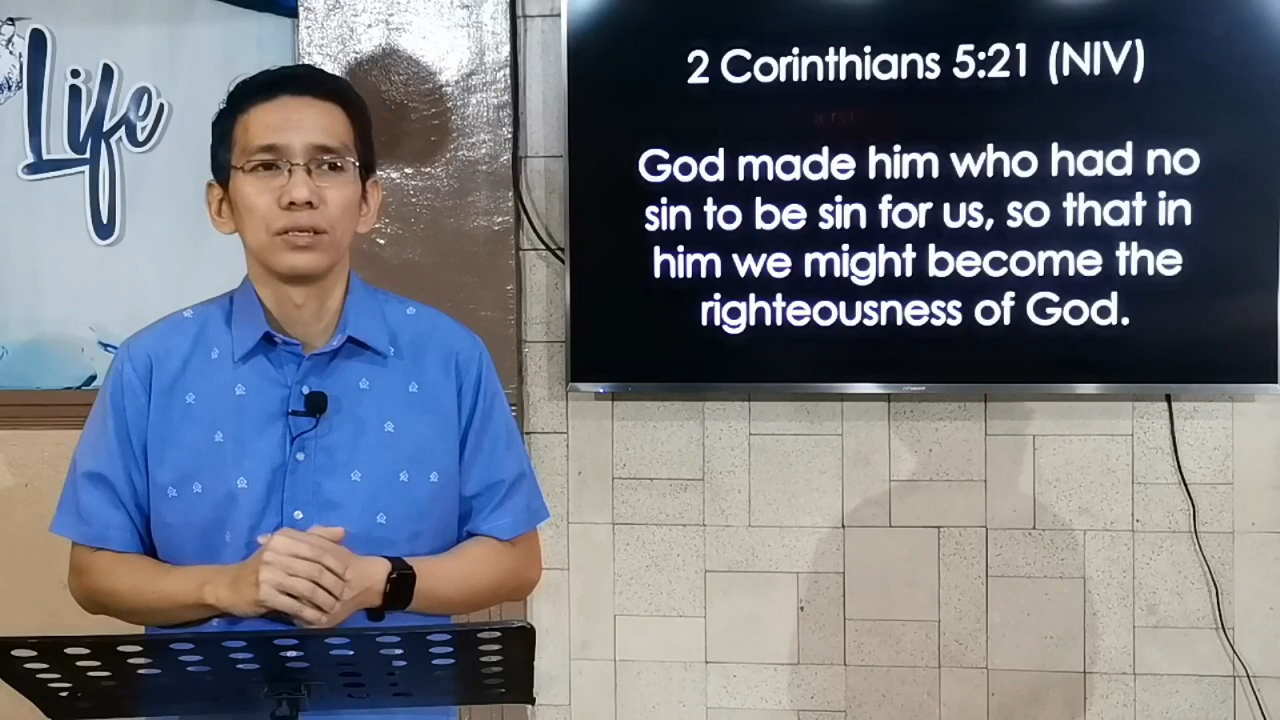 Life
2 Corinthians 5:21 (NIV)
God made him who had no
sin to be sin for us, so that in
him we might become the
righteousness of God.